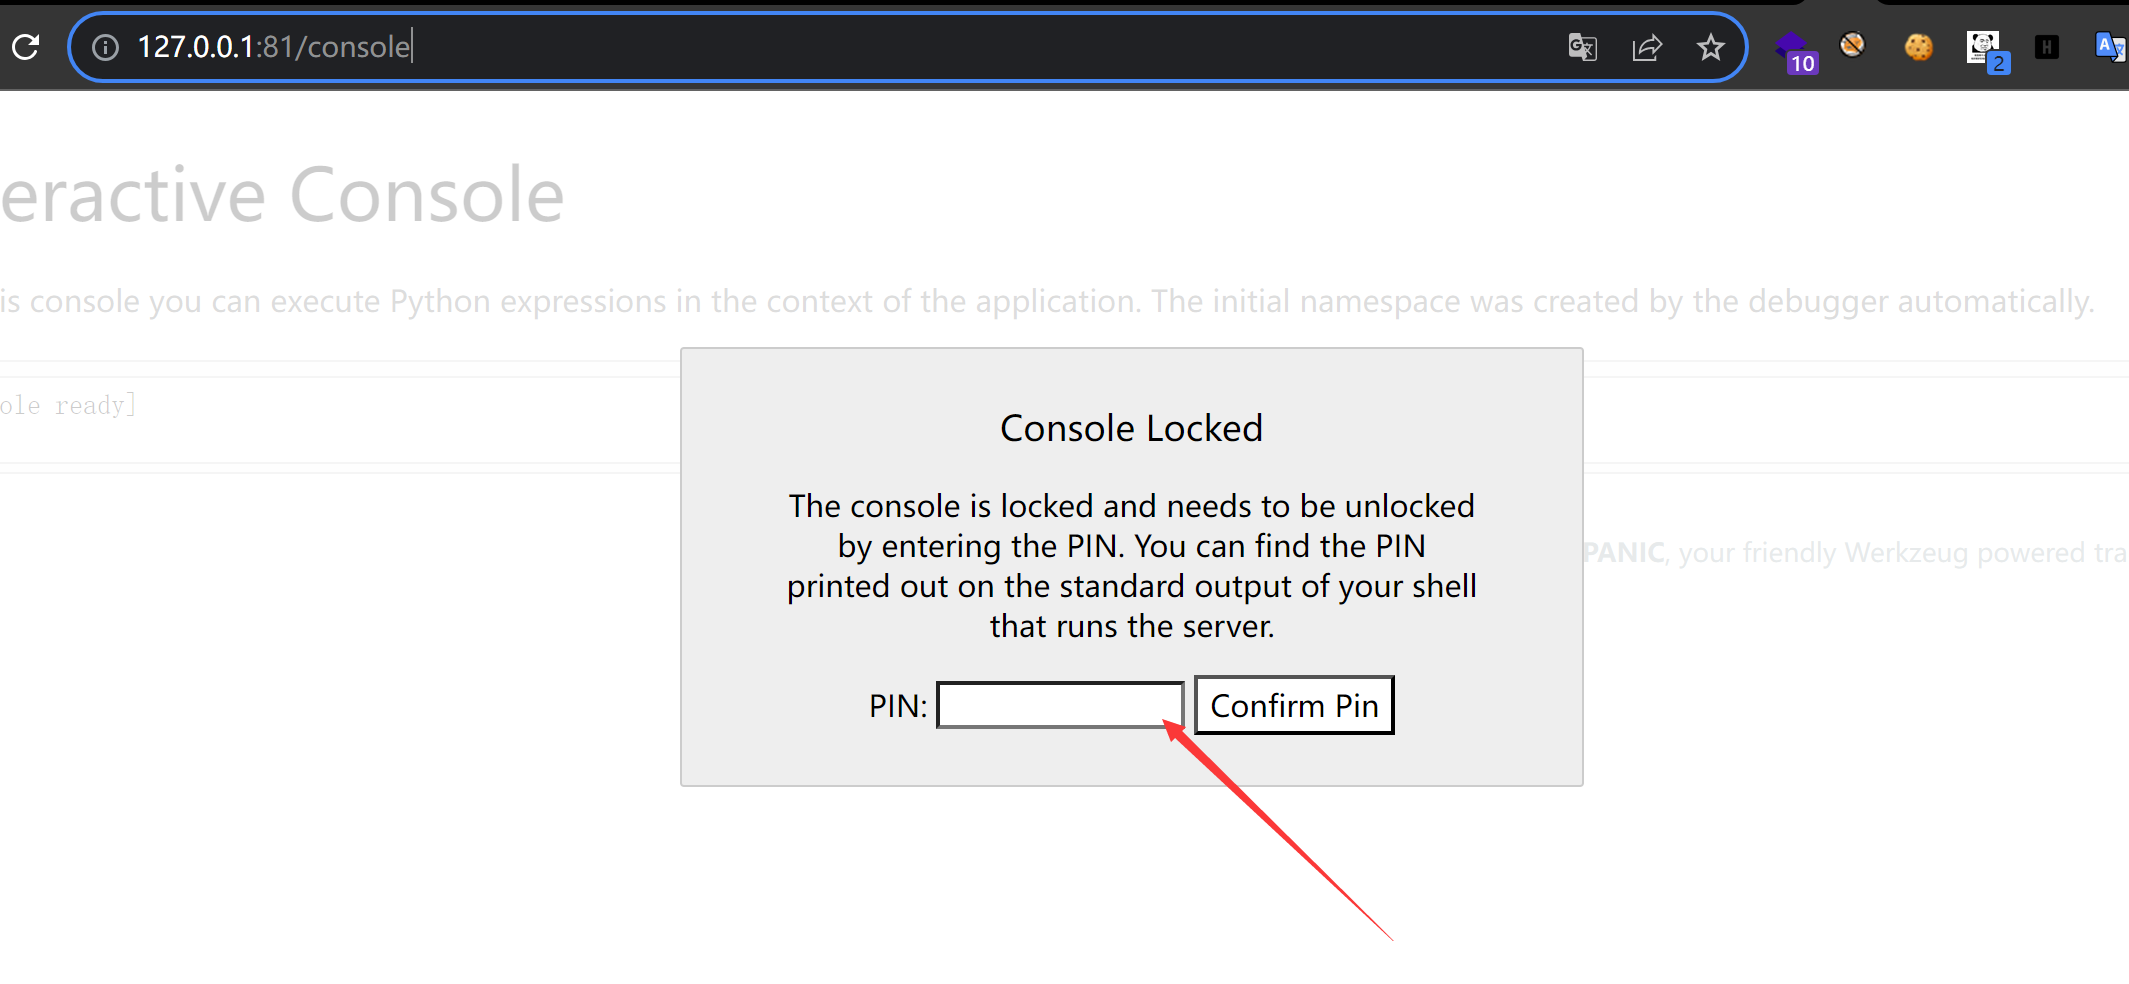 127.0.0.1:81/console
10
2
H
eractive Console
is console you can execute Python expressions in the context of the application. The initial namespace was created by the debugger automatically.
ole ready]
Console Locked
The console is locked and needs to be unlocked
by entering the PIN. You can find the PIN
printed out on the standard output of your shell
that runs the server.
PANIC, your friendly Werkzeug powered tra
PIN:
Confirm Pin